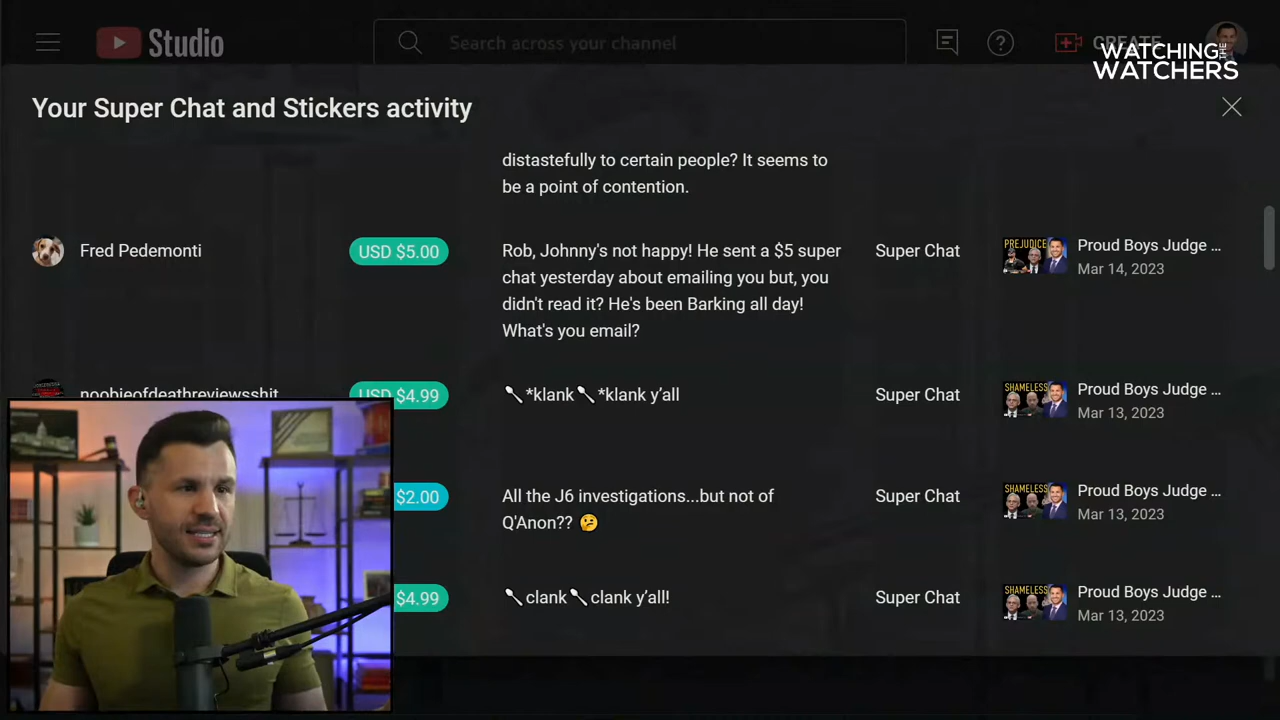 Studio
Search across your channel
CREATE
WATCHING THE
WATCHERS
Your Super Chat and Stickers activity
distastefully to certain people? It seems to
be a point of contention.
Fred Pedemonti
USD $5.00
Rob, Johnny's not happy! He sent a $5 super
chat yesterday about emailing you but, you
didn't read it? He's been Barking all day!
What's you email?
Super Chat
PREJUDICE
Proud Boys Judge ...
Mar 14, 2023
noobieofdeathreviewsshit
USD $4.99
🥄*klank🥄*klank y’all
Super Chat
SHAMELESS
Proud Boys Judge ...
Mar 13, 2023
$2.00
All the J6 investigations...but not of
Q'Anon?? 🤔
Super Chat
SHAMELESS
Proud Boys Judge ...
Mar 13, 2023
$4.99
🥄clank🥄clank y’all!
Super Chat
SHAMELESS
Proud Boys Judge ...
Mar 13, 2023